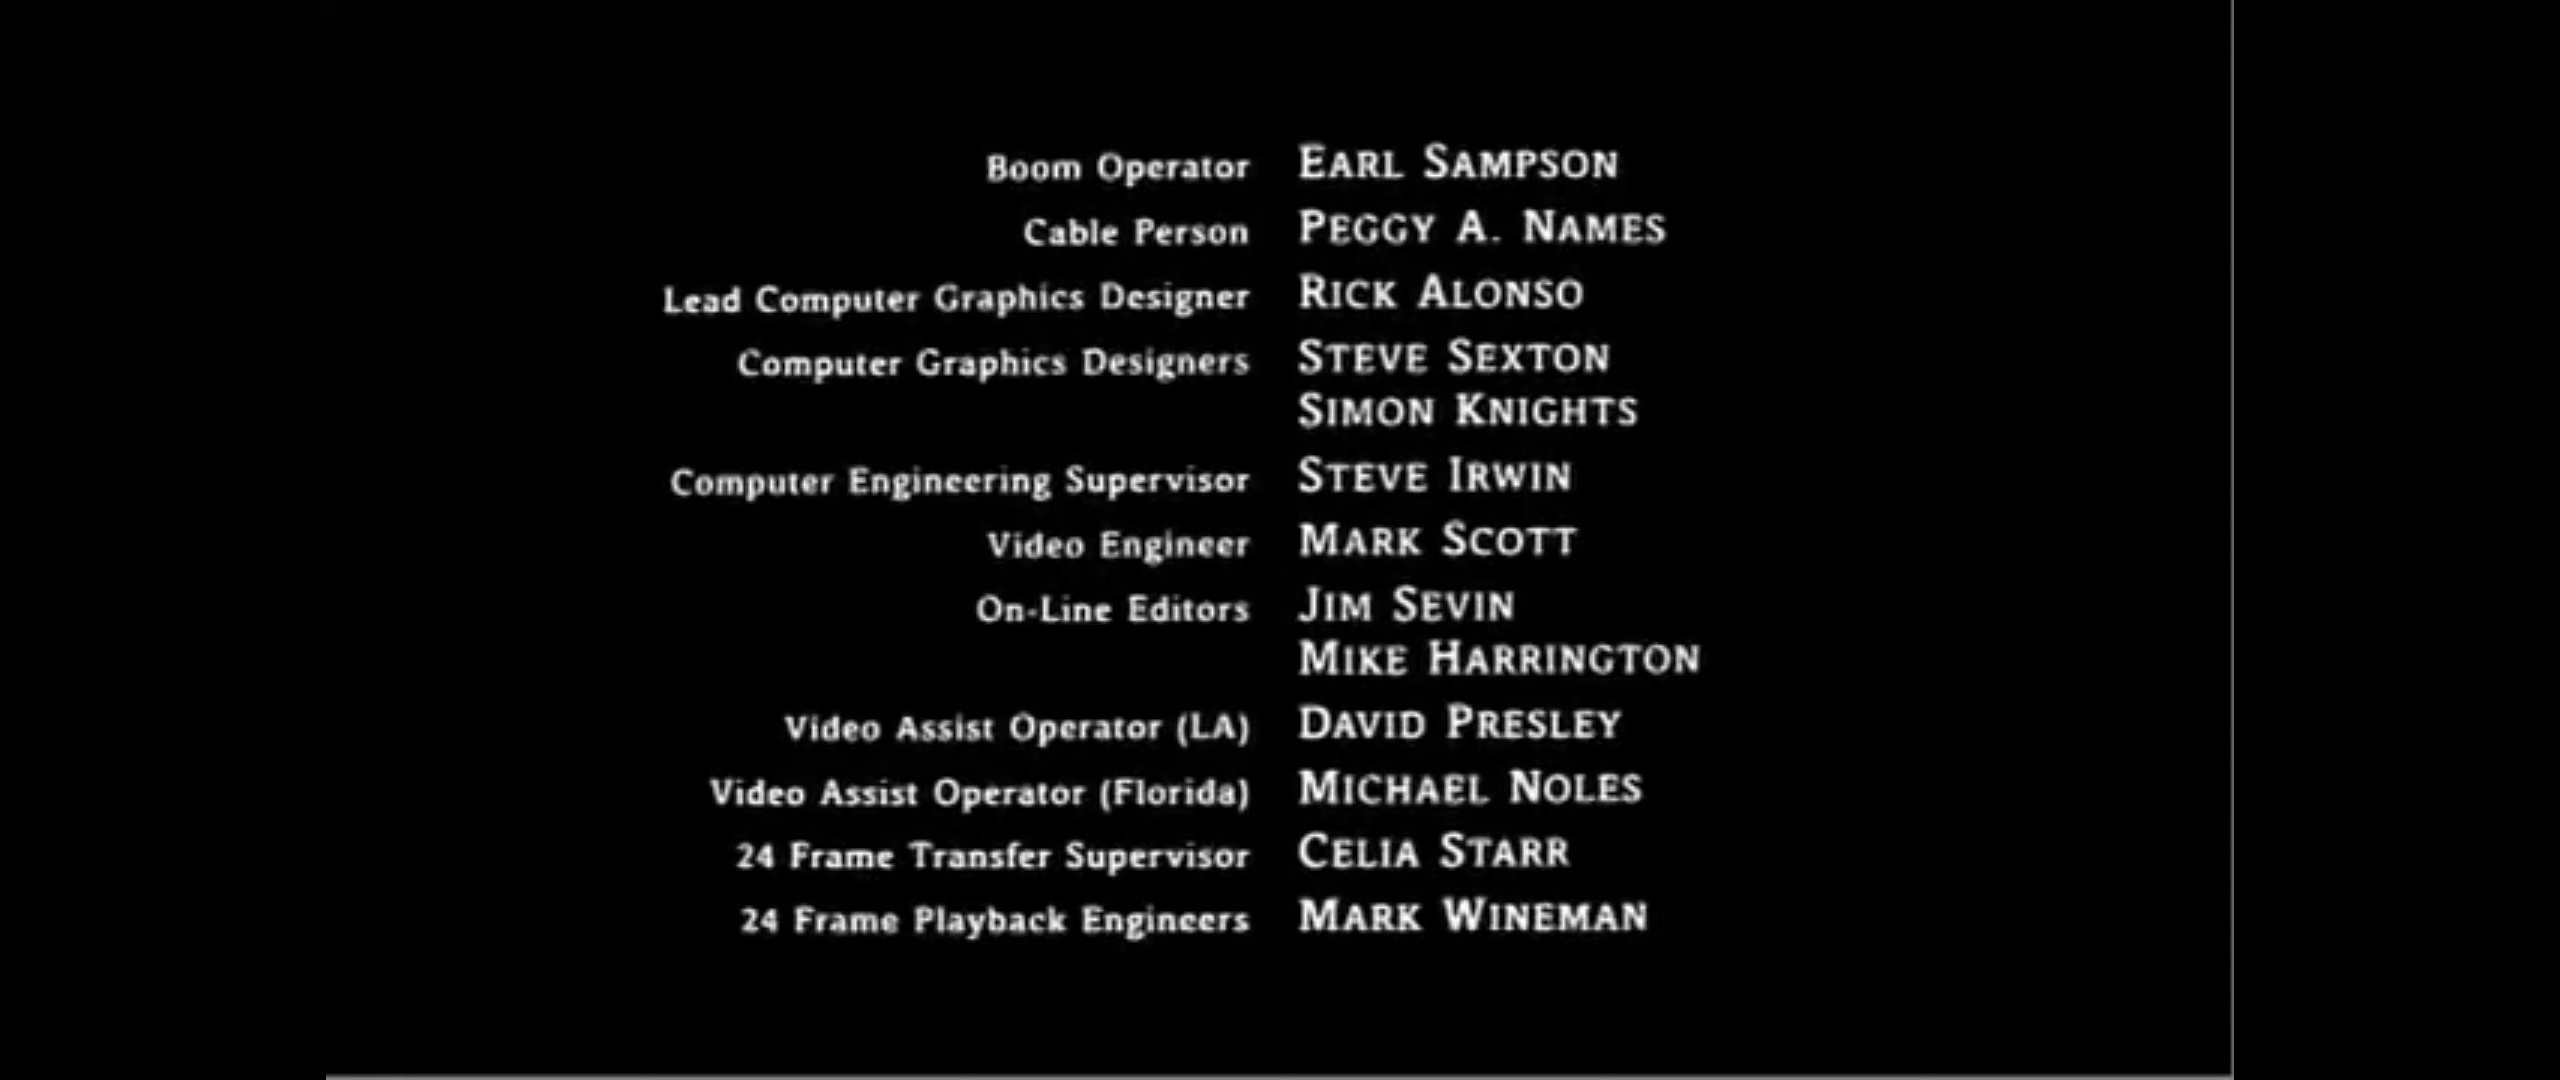 Boom Operator EARL SAMPSON
Cable Person PEGGY A. NAMES
Lead Computer Graphics Designer RICK ALONSO
Computer Graphics Designers STEVE SEXTON
SIMON KNIGHTS
Computer Engineering Supervisor STEVE IRWIN
Video Engineer MARK SCOTT
On-Line Editors JIM SEVIN
MIKE HARRINGTON
Video Assist Operator (LA) DAVID PRESLEY
Video Assist Operator (Florida) MICHAEL NOLES
24 Frame Transfer Supervisor CELIA STARR
24 Frame Playback Engineers MARK WINEMAN